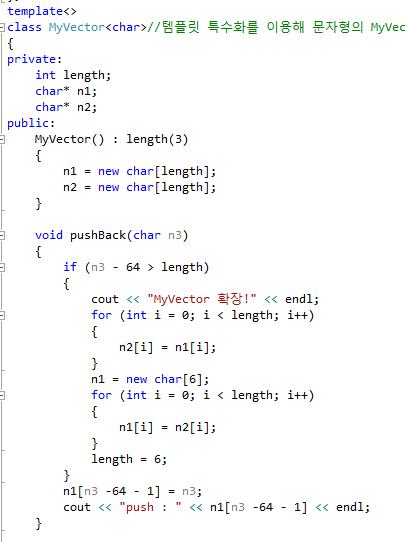 template<>
class MyVector<char>//템플릿 특수화를 이용해 문자형의
{
private:
    int length;
    char* n1;
    char* n2;
public:
    MyVector() : length(3)
    {
        n1 = new char[length];
        n2 = new char[length];
    }

    void pushBack(char n3)
    {
        if (n3 - 64 > length)
        {
            cout << "MyVector 확장!" << endl;
            for (int i = 0; i < length; i++)
            {
                n2[i] = n1[i];
            }
            n1 = new char[6];
            for (int i = 0; i < length; i++)
            {
                n1[i] = n2[i];
            }
            length = 6;
        }
        n1[n3 -64 - 1] = n3;
        cout << "push : " << n1[n3 -64 - 1] << endl;
    }